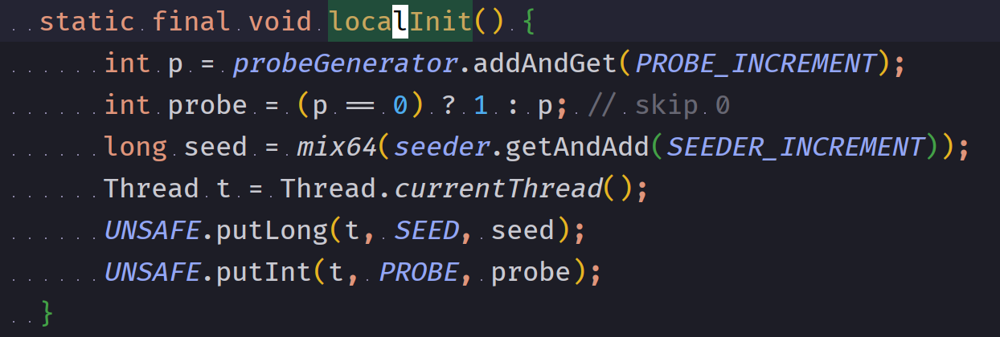 static final void localInit() {
int p = probeGenerator.addAndGet(PROBE_INCREMENT);
int probe = (p == 0) ? 1 : p; // skip 0
long seed = mix64(seeder.getAndAdd(SEEDER_INCREMENT));
Thread t = Thread.currentThread();
UNSAFE.putLong(t, SEED, seed);
UNSAFE.putInt(t, PROBE, probe);
}